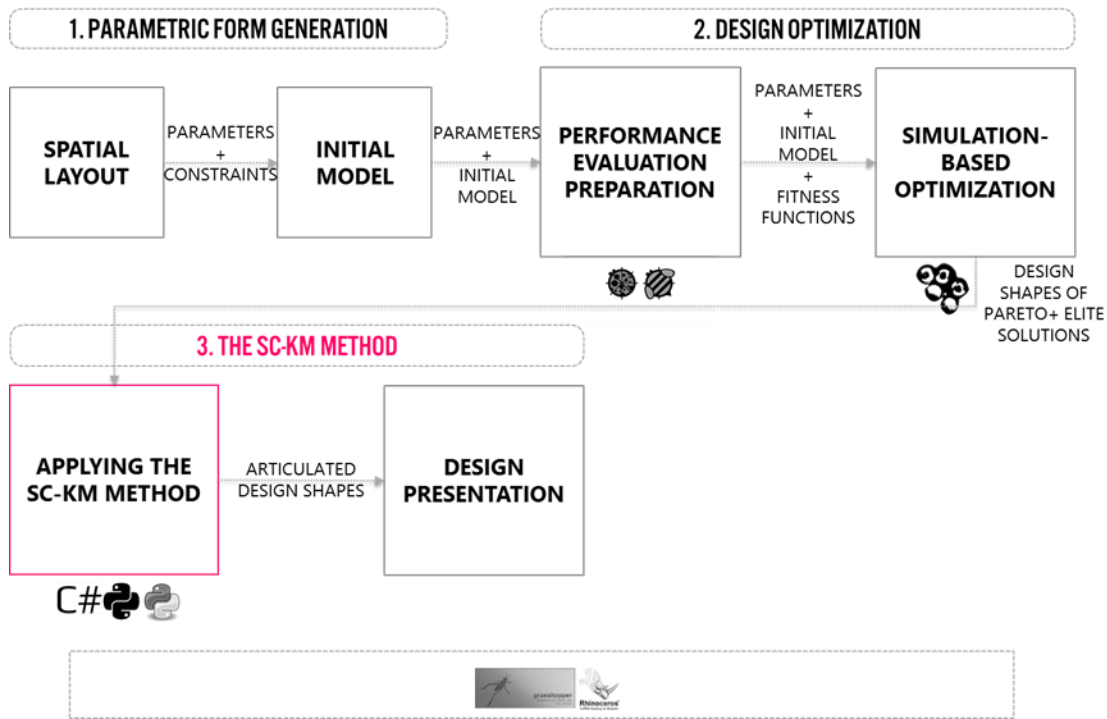 1. PARAMETRIC FORM GENERATION
2. DESIGN OPTIMIZATION
SPATIAL
LAYOUT
PARAMETERS
+
CONSTRAINTS
INITIAL
MODEL
PARAMETERS
+
INITIAL
MODEL
PERFORMANCE
EVALUATION
PREPARATION
PARAMETERS
+
INITIAL
MODEL
+
FITNESS
FUNCTIONS
SIMULATION-
BASED
OPTIMIZATION
DESIGN
SHAPES OF
PARETO+ ELITE
SOLUTIONS
3. THE SC-KM METHOD
APPLYING THE
SC-KM METHOD
ARTICULATED
DESIGN SHAPES
DESIGN
PRESENTATION
C#
grasshopper
Rhinoceros